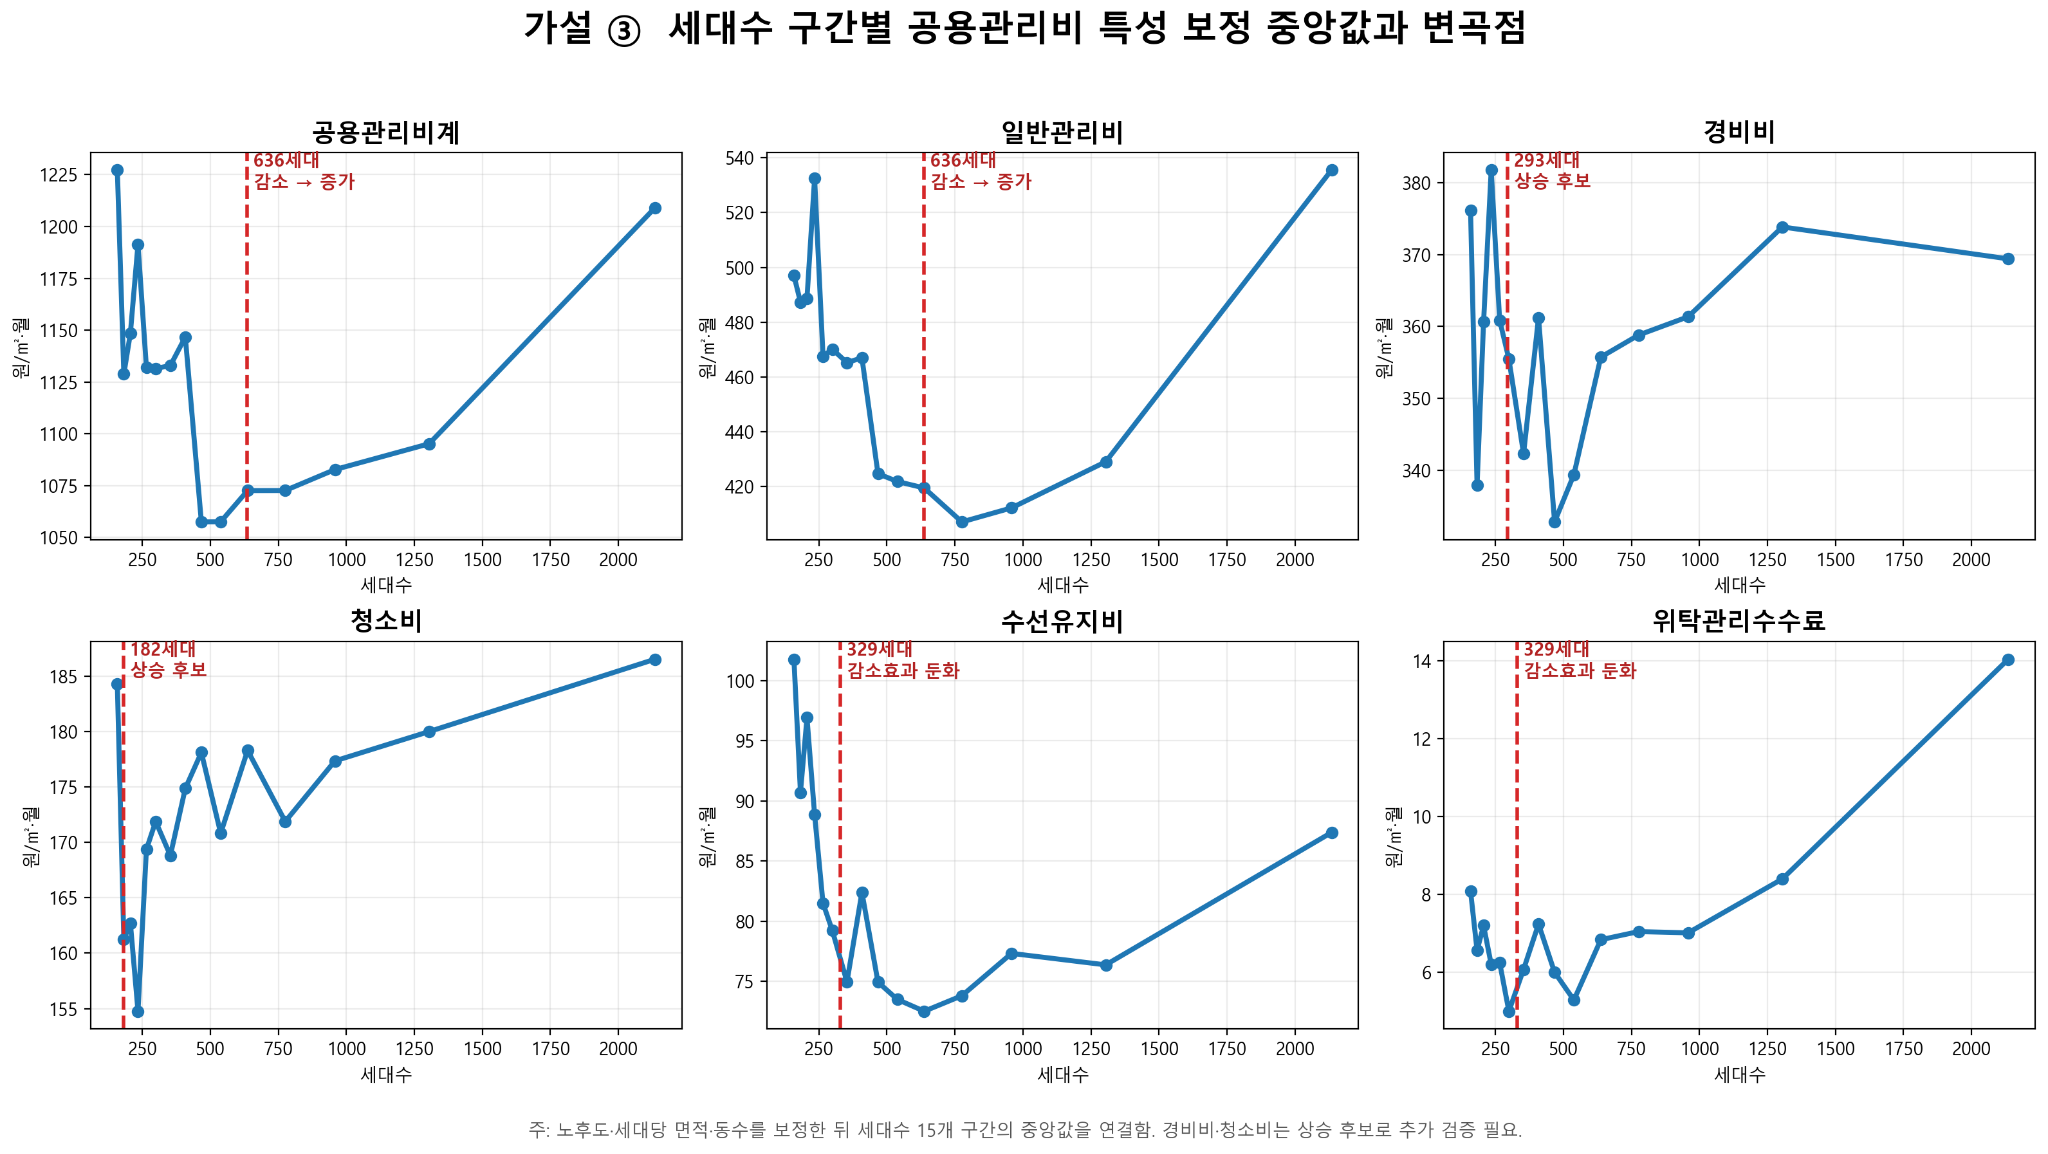 가설 ③  세대수 구간별 공용관리비 특성 보정 중앙값과 변곡점
공용관리비계
636세대
감소 → 증가
1225
1200
1175
1150
1125
1100
1075
1050
원/㎡·월
250 500 750 1000 1250 1500 1750 2000
세대수
일반관리비
636세대
감소 → 증가
540
520
500
480
460
440
420
원/㎡·월
250 500 750 1000 1250 1500 1750 2000
세대수
경비비
293세대
상승 후보
380
370
360
350
340
원/㎡·월
250 500 750 1000 1250 1500 1750 2000
세대수
청소비
182세대
상승 후보
185
180
175
170
165
160
155
원/㎡·월
250 500 750 1000 1250 1500 1750 2000
세대수
수선유지비
329세대
감소효과 둔화
100
95
90
85
80
75
원/㎡·월
250 500 750 1000 1250 1500 1750 2000
세대수
위탁관리수수료
329세대
감소효과 둔화
14
12
10
8
6
원/㎡·월
250 500 750 1000 1250 1500 1750 2000
세대수
주: 노후도·세대당 면적·동수를 보정한 뒤 세대수 15개 구간의 중앙값을 연결함. 경비비·청소비는 상승 후보로 추가 검증 필요.